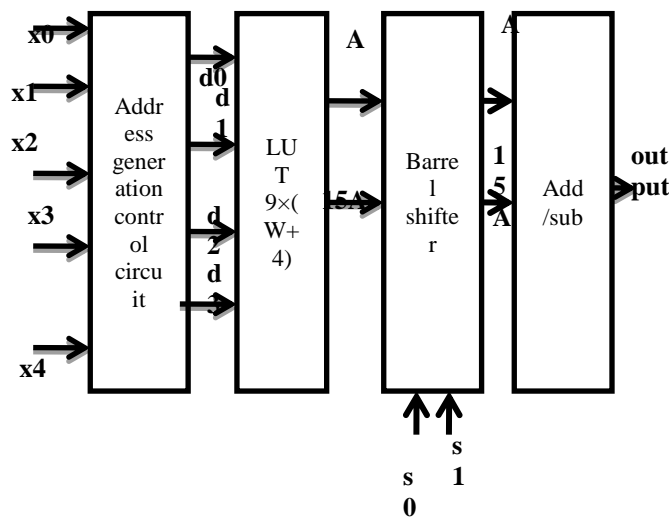 x0
x1
x2
x3
x4
Addr
ess
gener
ation
contr
ol
circu
it
d0
d
1
d
2
d
3
LU
T
9×(
W+
4)
A
15A
Barre
l
shifte
r
s
0
s
1
A
1
5
A
Add
/sub
out
put